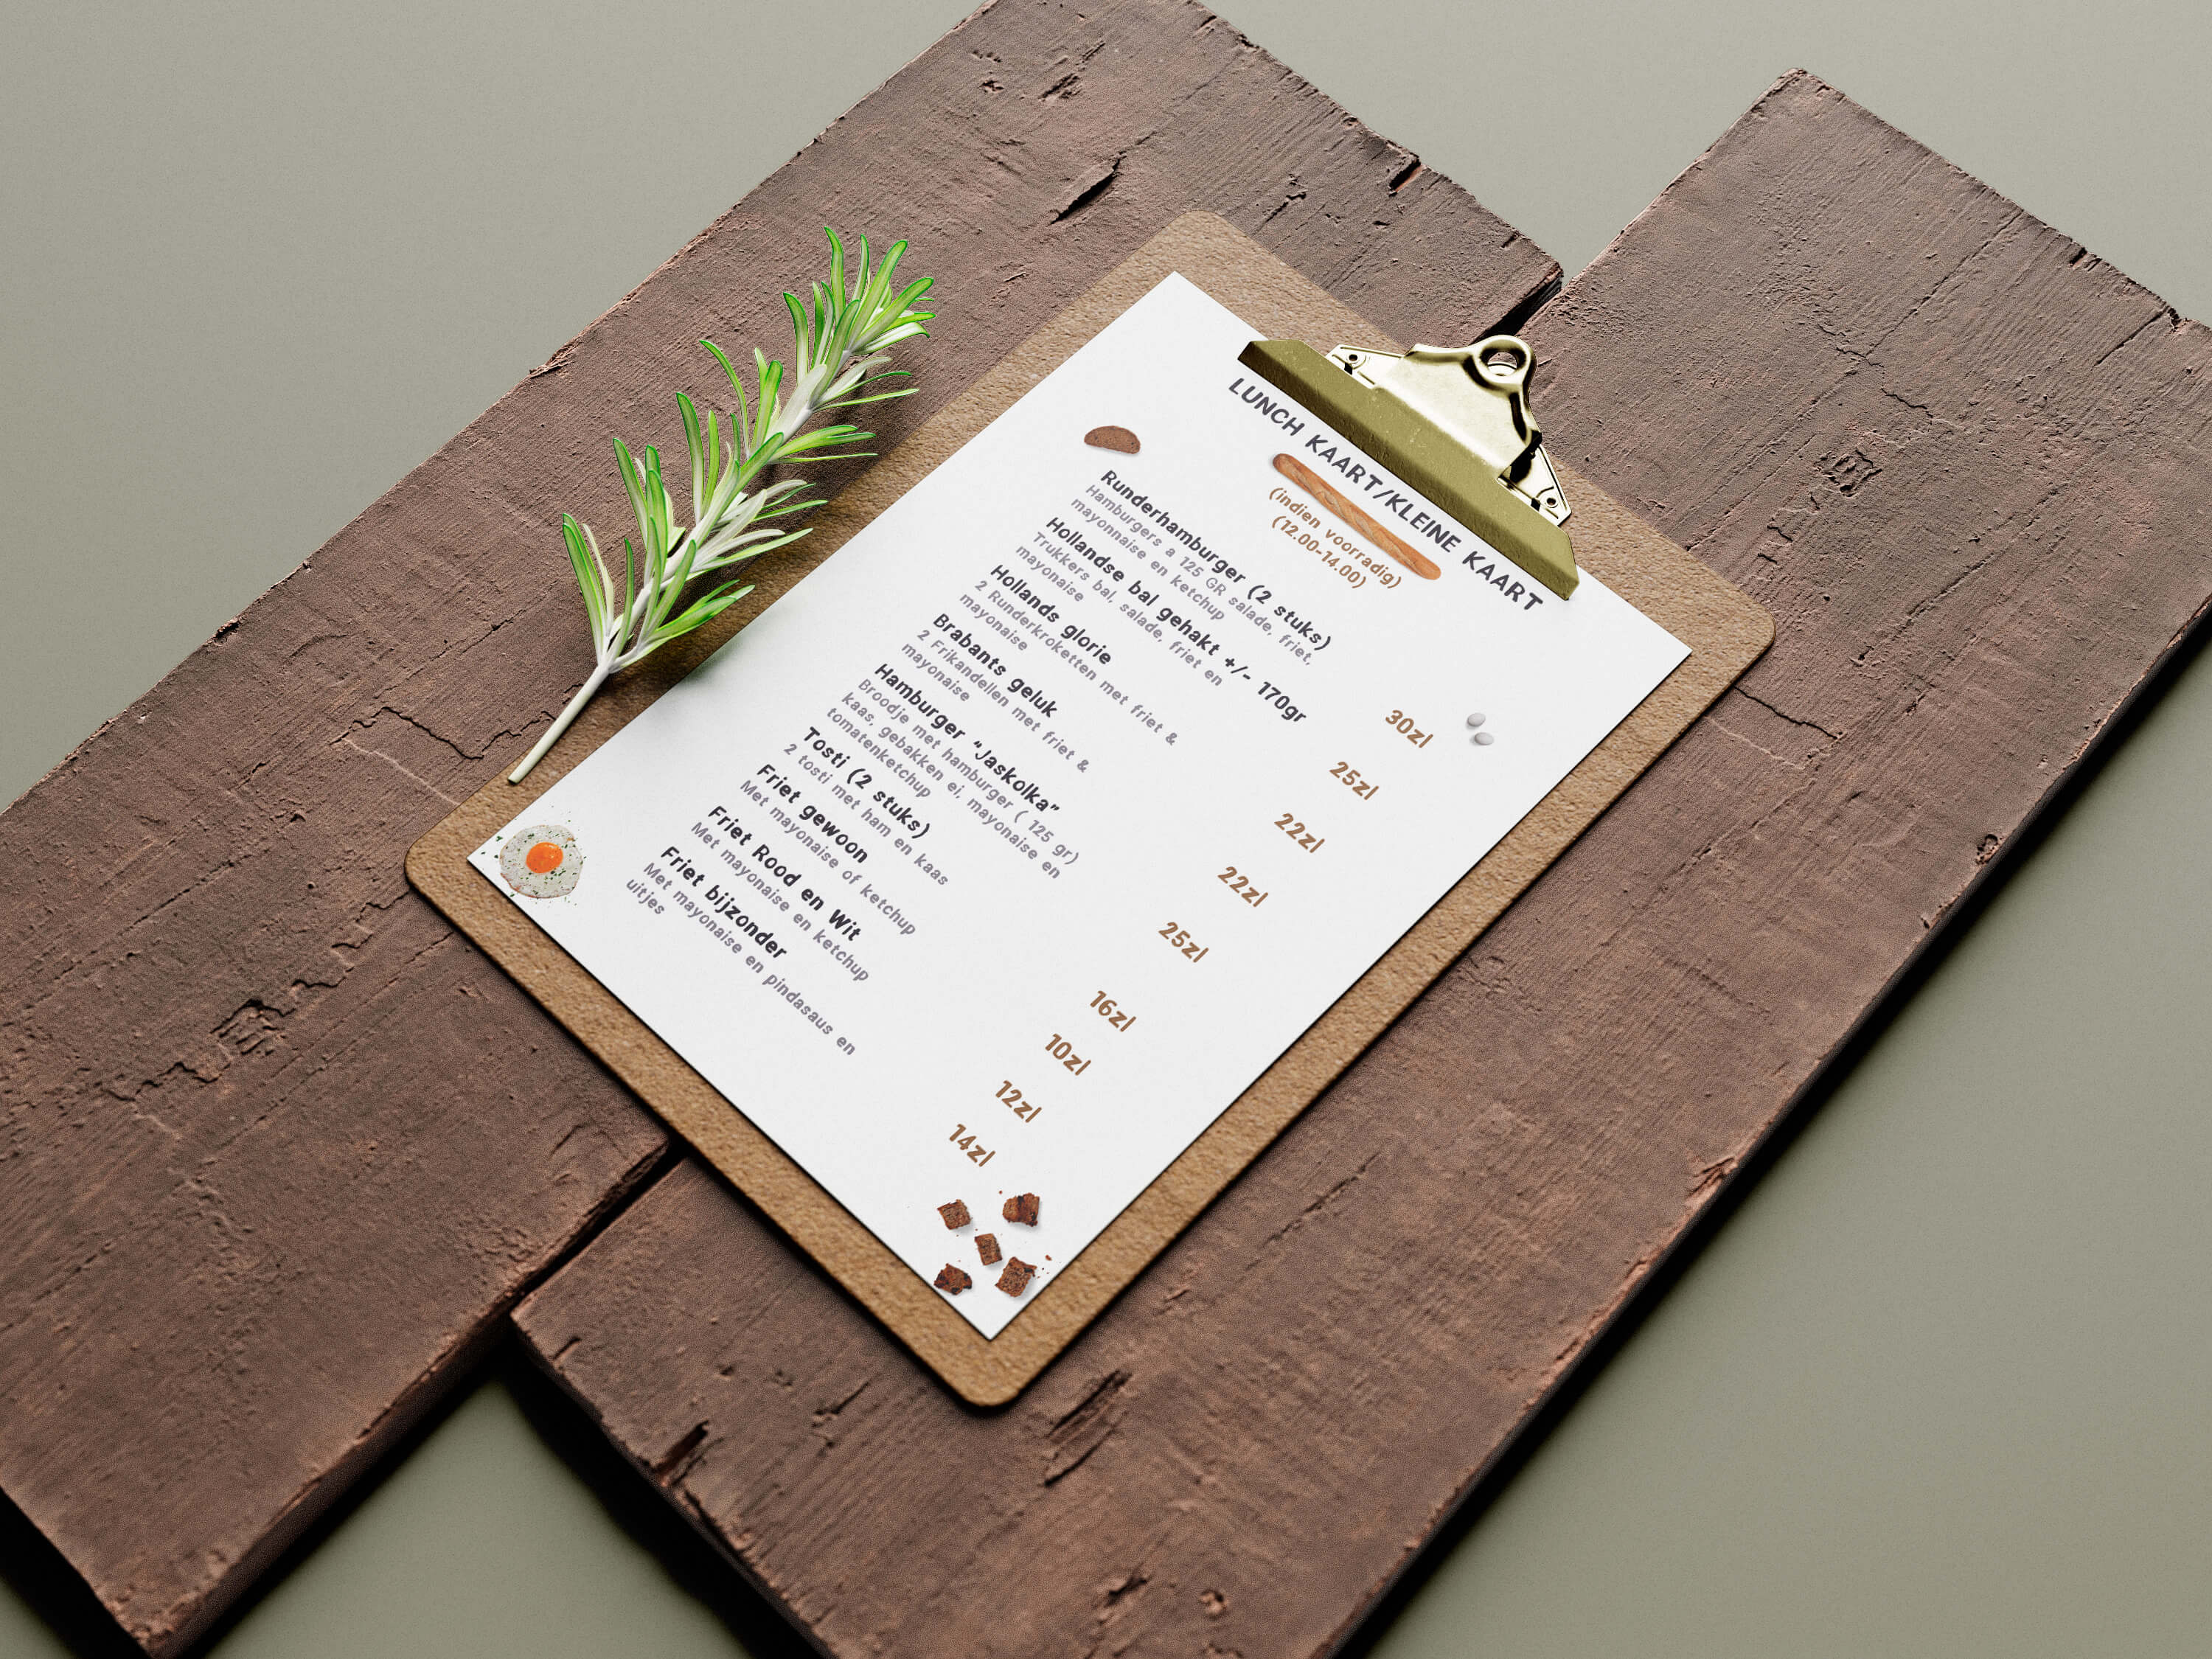 LUNCH KAART/KLEINE KAART
(indien voorradig)
(12.00-14.00)
Runderhamburger (2 stuks)
Hamburgers a 125 GR salade, friet,
mayonnaise en ketchup
30zl
Hollandse bal gehakt +/- 170gr
Trukkers bal, salade, friet en
mayonaise
25zl
Hollands glorie
2 Runderkroketten met friet &
mayonaise
22zl
Brabants geluk
2 Frikandellen met friet &
mayonaise
22zl
Hamburger "Jaskolka"
Broodje met hamburger ( 125 gr)
kaas, gebakken ei, mayonaise en
tomatenketchup
25zl
Tosti (2 stuks)
2 tosti met ham en kaas
16zl
Friet gewoon
Met mayonaise of ketchup
10zl
Friet Rood en Wit
Met mayonaise en ketchup
12zl
Friet bijzonder
Met mayonaise en pindasaus en
uitjes
14zl